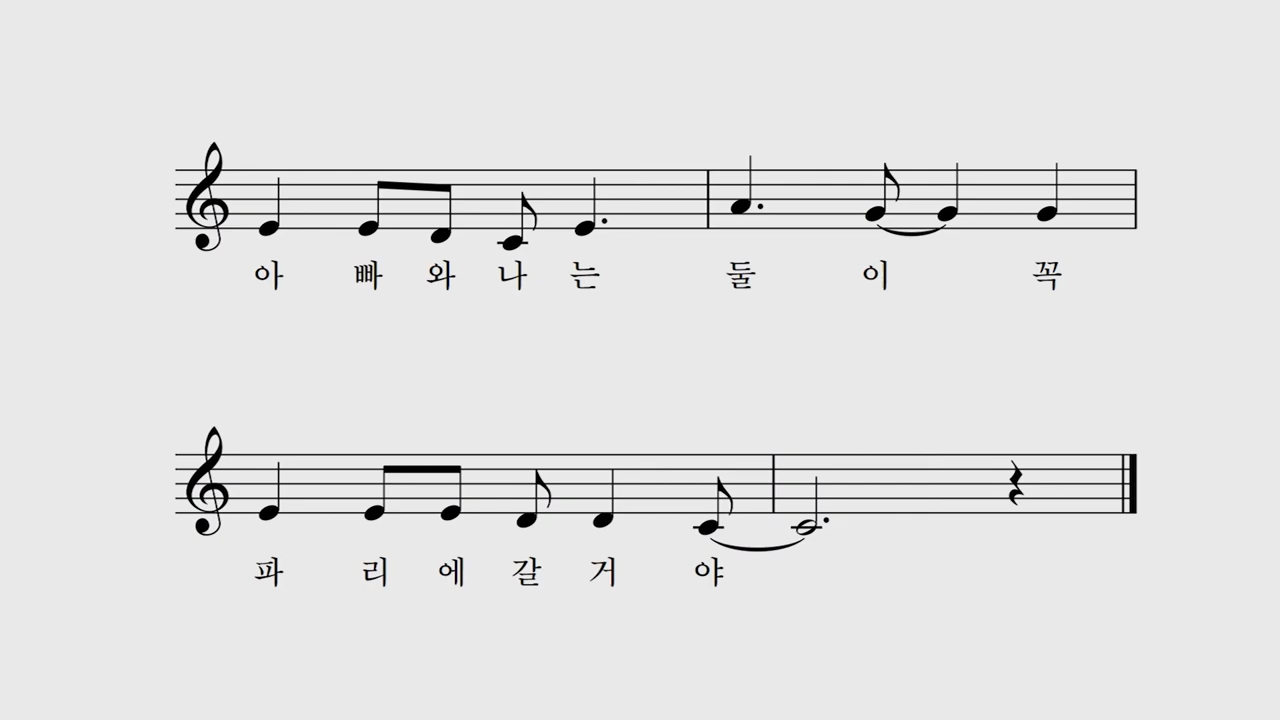 아 빠 와 나 는 둘 이 꼭
파 리 에 갈 거 야